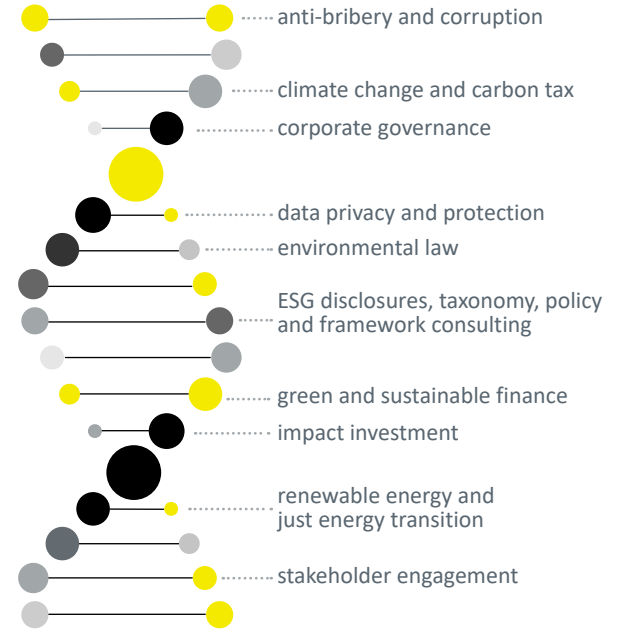 anti-bribery and corruption
climate change and carbon tax
corporate governance
data privacy and protection
environmental law
ESG disclosures, taxonomy, policy
and framework consulting
green and sustainable finance
impact investment
renewable energy and
just energy transition
stakeholder engagement